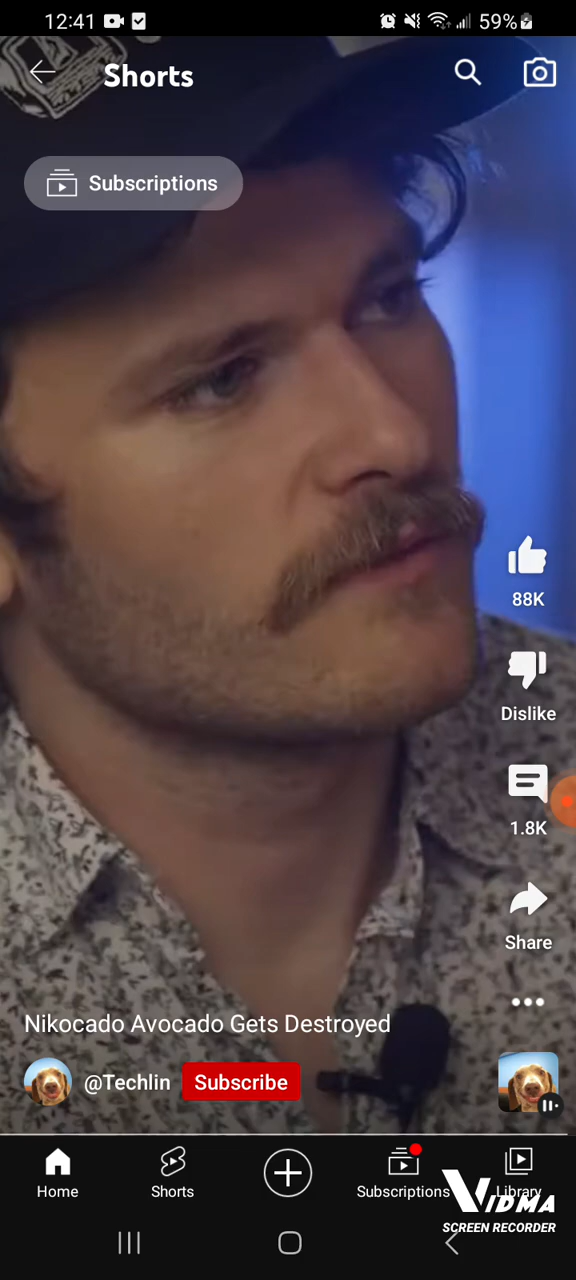 12:41
59%
Shorts
Subscriptions
88K
Dislike
1.8K
Share
Nikocado Avocado Gets Destroyed
@Techlin Subscribe
Home Shorts Subscriptions Library
VIDMA
SCREEN RECORDER